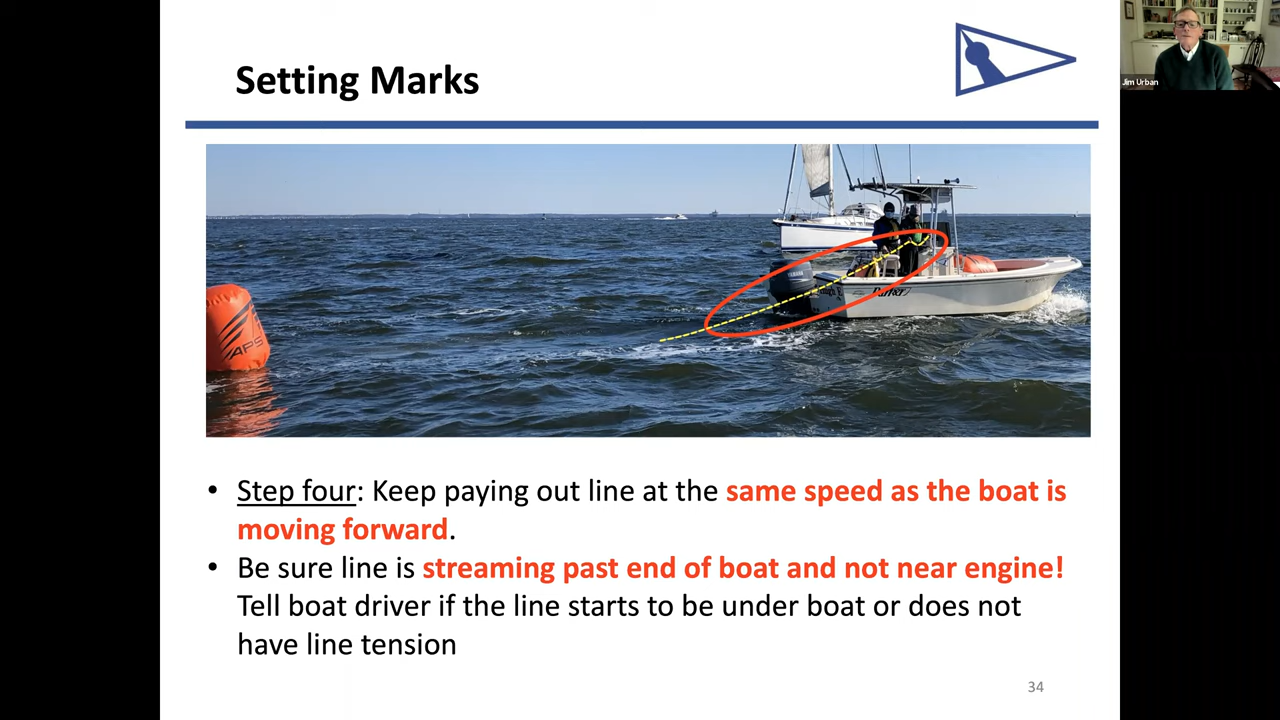 Setting Marks
Jim Urban
APS
YAMAHA
• Step four: Keep paying out line at the same speed as the boat is
moving forward.
• Be sure line is streaming past end of boat and not near engine!
Tell boat driver if the line starts to be under boat or does not
have line tension
34